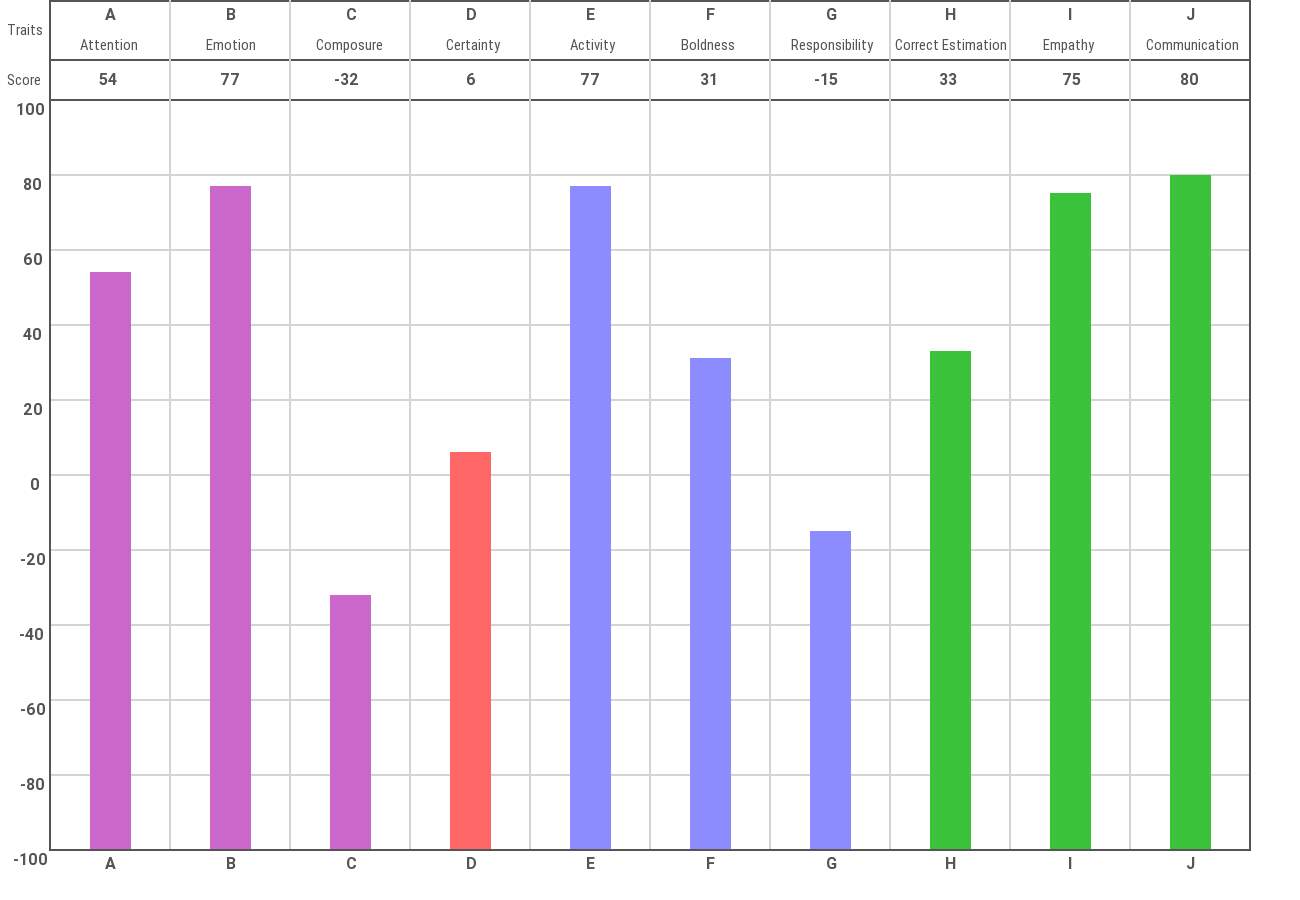 A B C D E F G H I J
Traits
Attention Emotion Composure Certainty Activity Boldness Responsibility Correct Estimation Empathy Communication
Score 54 77 -32 6 77 31 -15 33 75 80
100
80
60
40
20
0
-20
-40
-60
-80
-100
A B C D E F G H I J